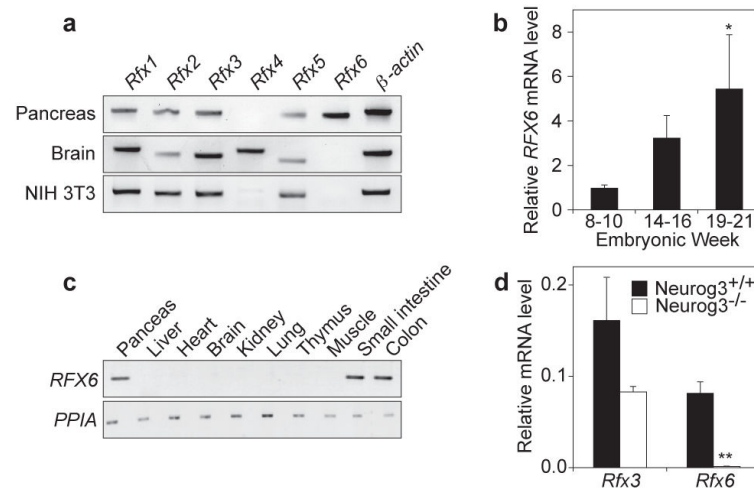 a
Rfx1 Rfx2 Rfx3 Rfx4 Rfx5 Rfx6 β-actin
Pancreas
Brain
NIH 3T3
b
Relative RFX6 mRNA level
8
6
4
2
0
*
8-10 14-16 19-21
Embryonic Week
c
Panceas Liver Heart Brain Kidney Lung Thymus Muscle Small intestine Colon
RFX6
PPIA
d
Relative mRNA level
0.2
0.1
0.0
Neurog3+/+
Neurog3-/-
**
Rfx3 Rfx6